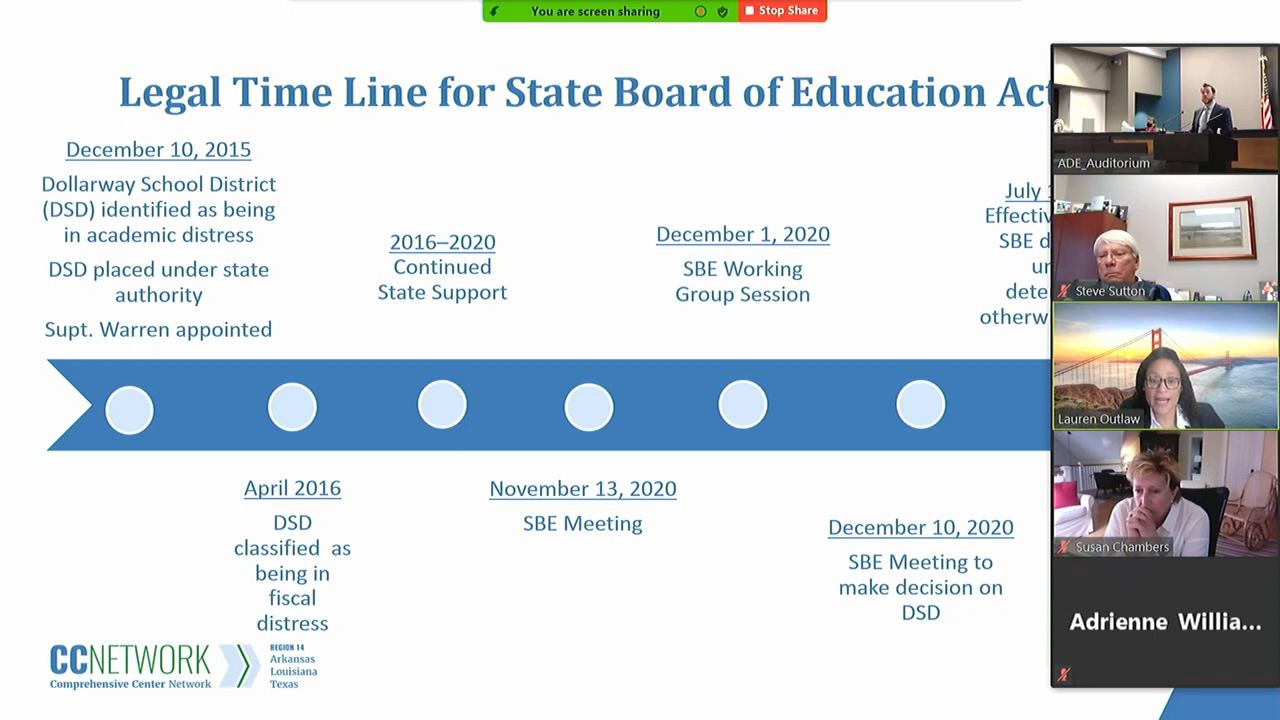 You are screen sharing
Stop Share
Legal Time Line for State Board of Education Act
December 10, 2015
Dollarway School District
(DSD) identified as being
in academic distress
DSD placed under state
authority
Supt. Warren appointed
2016–2020
Continued
State Support
December 1, 2020
SBE Working
Group Session
July 1
Effectiv
SBE d
un
dete
otherw
April 2016
DSD
classified as
being in
fiscal
distress
November 13, 2020
SBE Meeting
December 10, 2020
SBE Meeting to
make decision on
DSD
CCNETWORK
Comprehensive Center Network
REGION 14
Arkansas
Louisiana
Texas
ADE_Auditorium
Steve Sutton
Lauren Outlaw
Susan Chambers
Adrienne Willia...